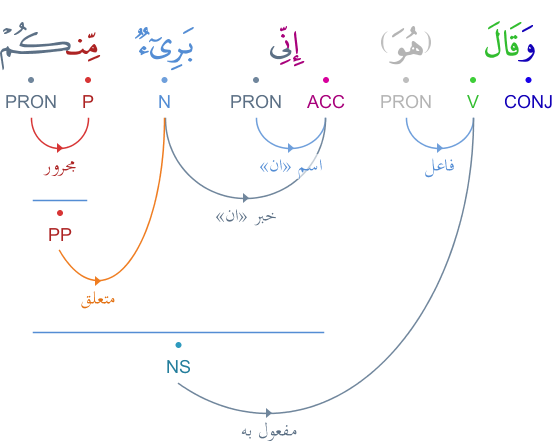 وَقَالَ (هُوَ) إِنِّى بَرِىٓءٌ مِّنكُمْ
CONJ V PRON ACC PRON N P PRON
فاعل اسم «ان» مجرور
خبر «ان»
PP
متعلق
NS
مفعول به